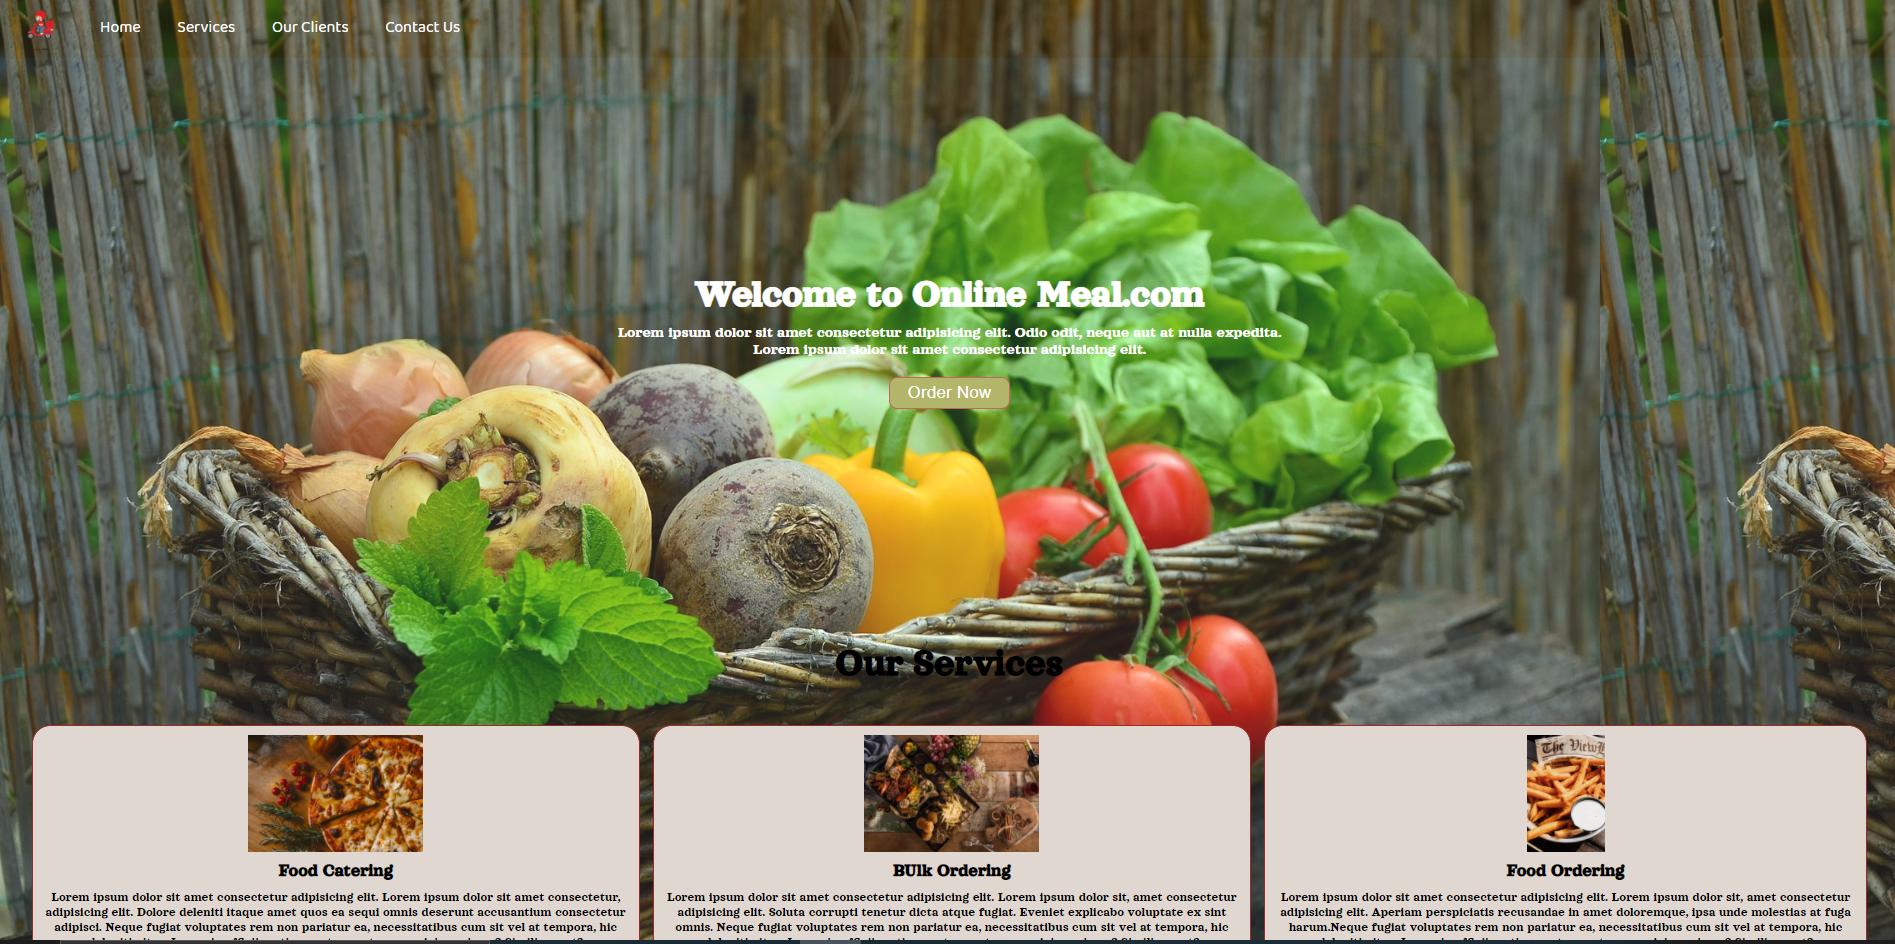 Home Services Our Clients Contact Us
Welcome to Online Meal.com
Lorem ipsum dolor sit amet consectetur adipisicing elit. Odio odit, neque aut at nulla expedita.
Lorem ipsum dolor sit amet consectetur adipisicing elit.
Order Now
Our Services
Food Catering
Lorem ipsum dolor sit amet consectetur adipisicing elit. Lorem ipsum dolor sit amet consectetur,
adipisicing elit. Dolore deleniti itaque amet quos ea sequi omnis deserunt accusantium consectetur
adipisci. Neque fugiat voluptates rem non pariatur ea, necessitatibus cum sit vel at tempora, hic
BUlk Ordering
Lorem ipsum dolor sit amet consectetur adipisicing elit. Lorem ipsum dolor sit, amet consectetur
adipisicing elit. Soluta corrupti tenetur dicta atque fugiat. Eveniet explicabo voluptate ex sint
omnis. Neque fugiat voluptates rem non pariatur ea, necessitatibus cum sit vel at tempora, hic
The View
Food Ordering
Lorem ipsum dolor sit amet consectetur adipisicing elit. Lorem ipsum dolor sit, amet consectetur
adipisicing elit. Aperiam perspiciatis recusandae in amet doloremque, ipsa unde molestias at fuga
harum.Neque fugiat voluptates rem non pariatur ea, necessitatibus cum sit vel at tempora, hic